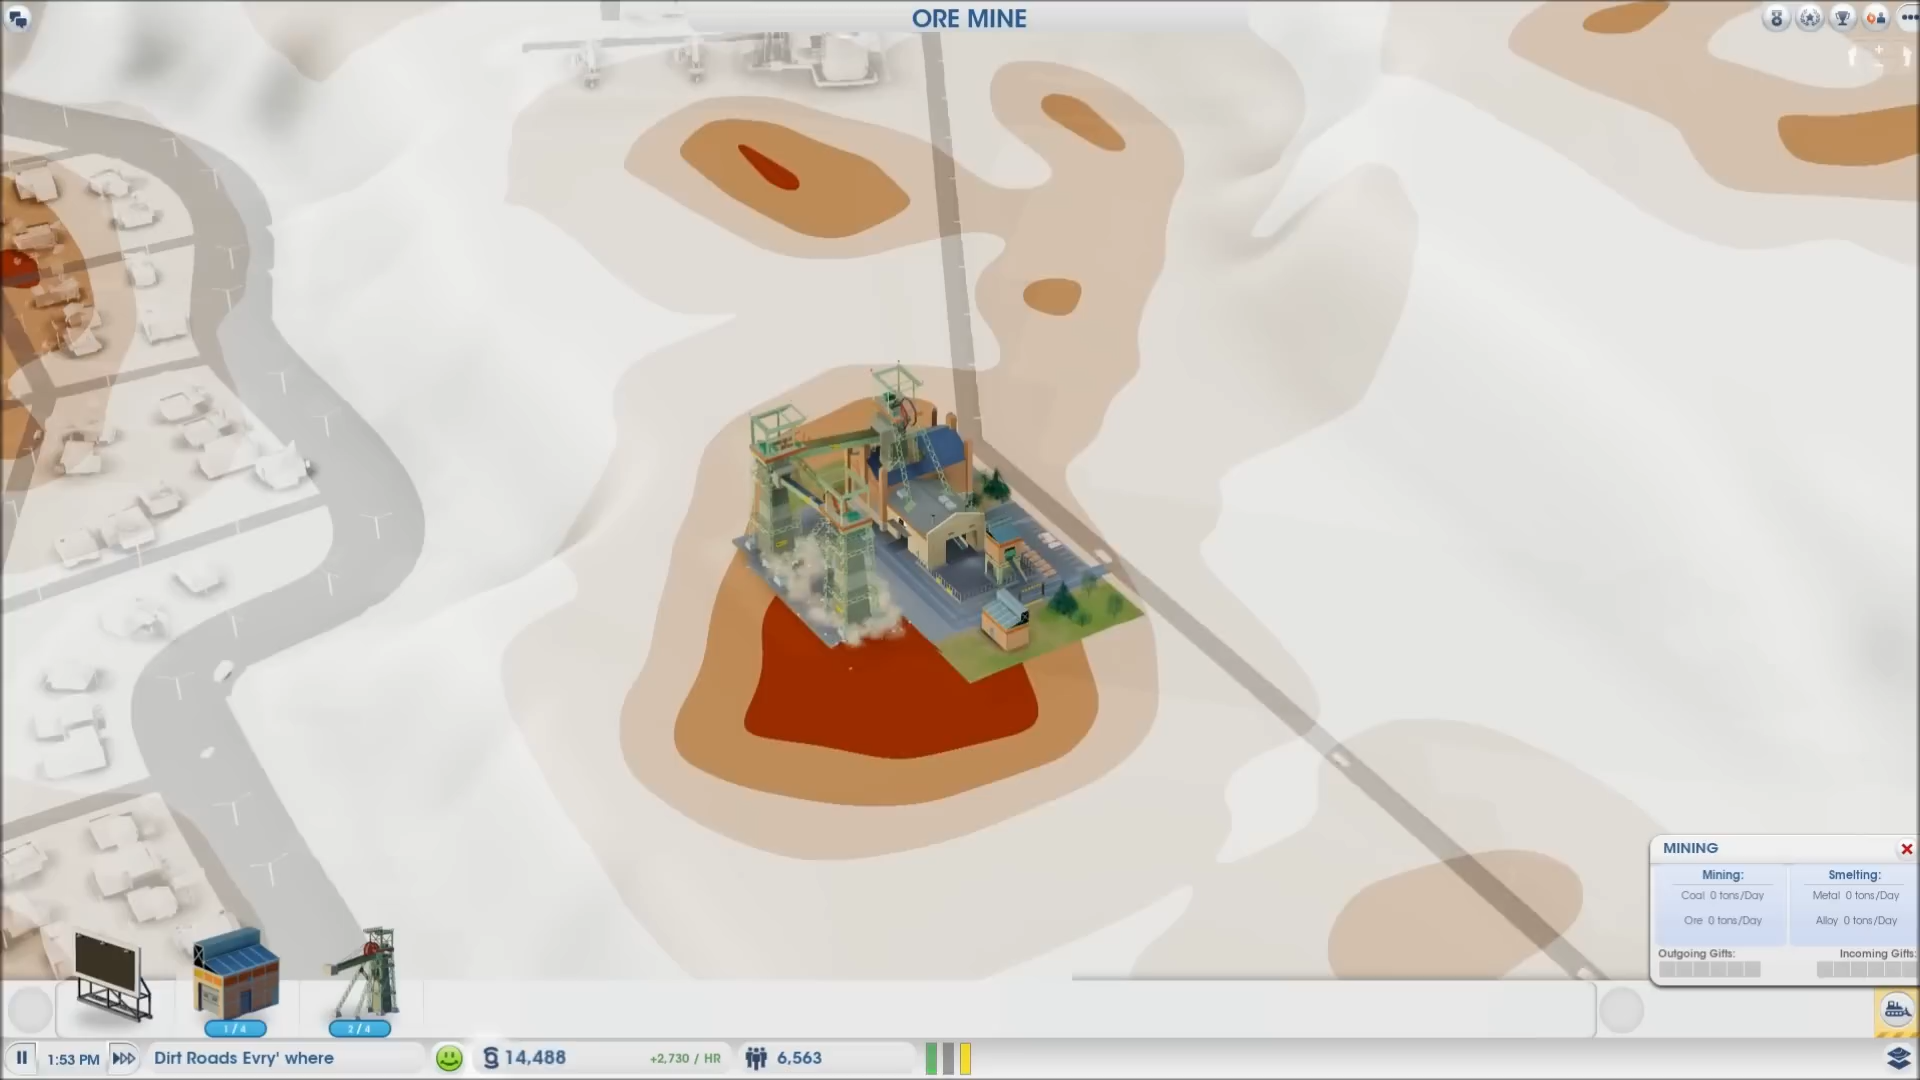 ORE MINE
MINING
Mining:
Smelting:
Coal 0 tons/Day
Metal 0 tons/Day
Ore 0 tons/Day
Alloy 0 tons/Day
Outgoing Gifts:
Incoming Gifts:
1/4
2/4
1:53 PM
Dirt Roads Evry' where
14,488
+2,730 / HR
6,563